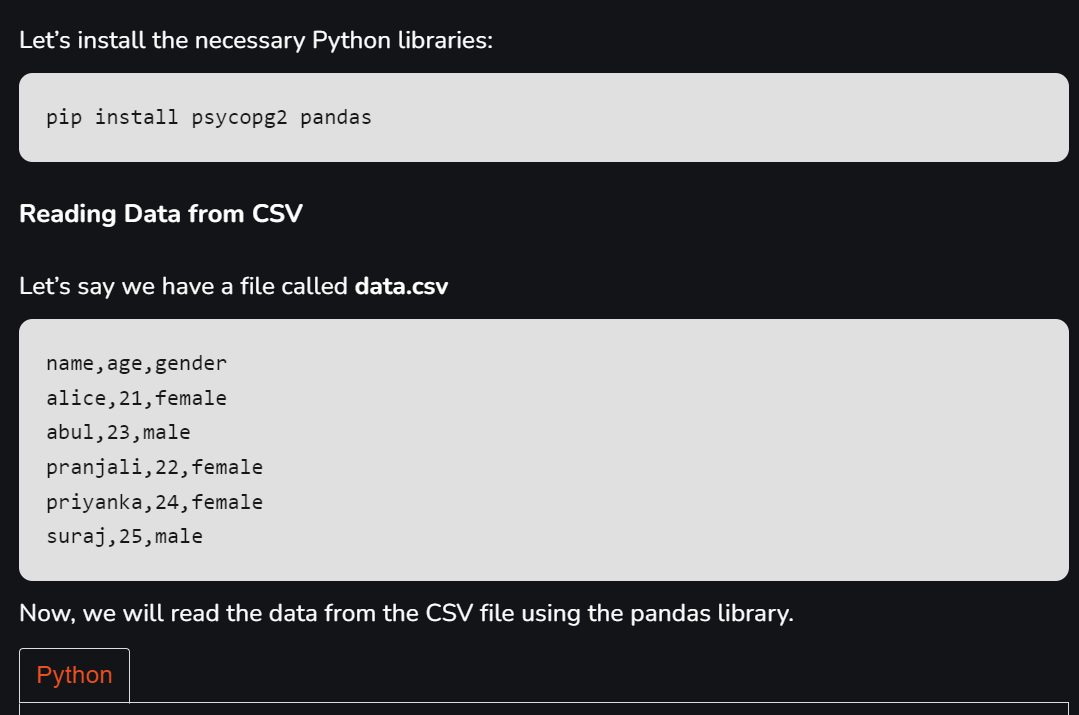 Let’s install the necessary Python libraries:
pip install psycopg2 pandas
Reading Data from CSV
Let’s say we have a file called data.csv
name,age,gender
alice,21,female
abul,23,male
pranjali,22,female
priyanka,24,female
suraj,25,male
Now, we will read the data from the CSV file using the pandas library.
Python